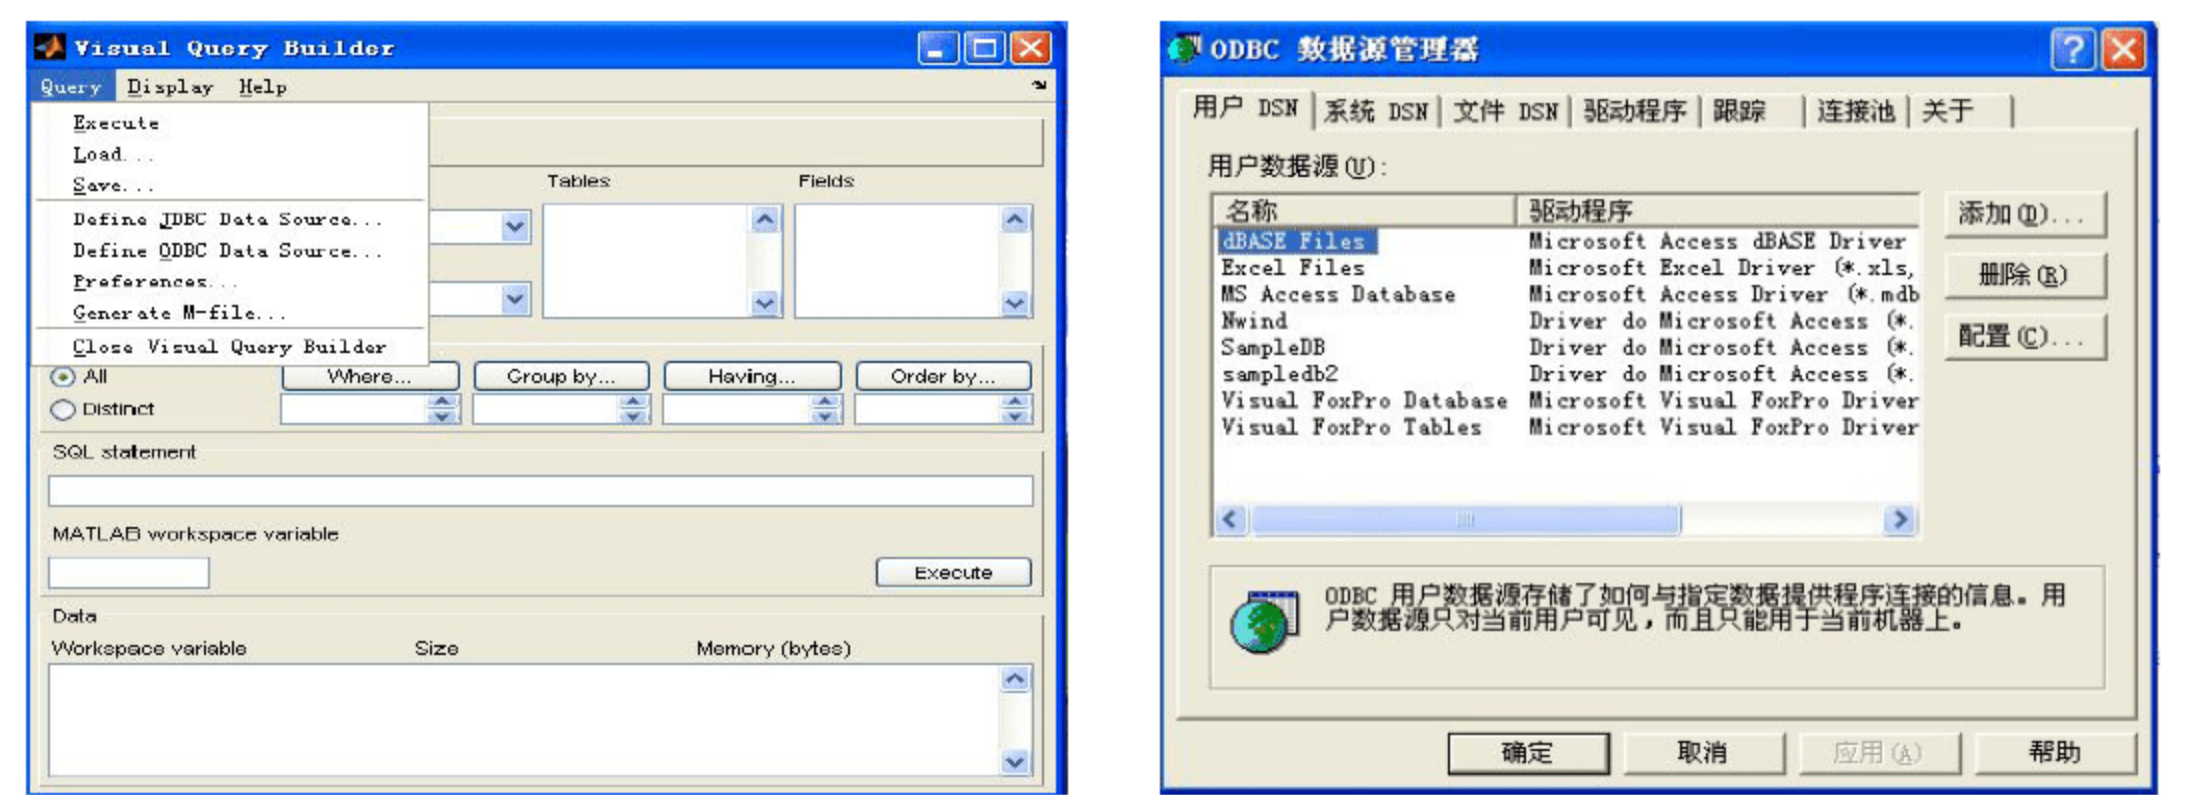 Visual Query Builder
Query Display Help
Execute
Load...
Save...
Define JDBC Data Source...
Define ODBC Data Source...
Preferences...
Generate M-file...
Close Visual Query Builder
Tables Fields
All Where... Group by... Having... Order by...
Distinct
SQL statement
MATLAB workspace variable
Execute
Data
Workspace variable Size Memory (bytes)
ODBC 数据源管理器
用户 DSN 系统 DSN 文件 DSN 驱动程序 跟踪 连接池 关于
用户数据源(U):
名称 驱动程序
dBASE Files Microsoft Access dBASE Driver
Excel Files Microsoft Excel Driver (*.xls,
MS Access Database Microsoft Access Driver (*.mdb
Nwind Driver do Microsoft Access (*.
SampleDB Driver do Microsoft Access (*.
sampledb2 Driver do Microsoft Access (*.
Visual FoxPro Database Microsoft Visual FoxPro Driver
Visual FoxPro Tables Microsoft Visual FoxPro Driver
添加(D)...
删除(R)
配置(C)...
ODBC 用户数据源存储了如何与指定数据提供程序连接的信息。用
户数据源只对当前用户可见，而且只能用于当前机器上。
确定 取消 应用(A) 帮助